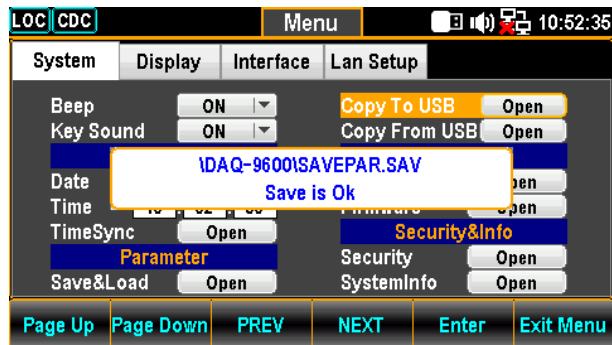 LOC CDC Menu 10:52:35
System Display Interface Lan Setup
Beep ON Copy To USB Open
Key Sound ON Copy From USB Open
\DAQ-9600\SAVEPAR.SAV
Save is Ok
Date
Time
TimeSync Open Security&Info
Parameter Security Open
Save&Load Open SystemInfo Open
Page Up Page Down PREV NEXT Enter Exit Menu